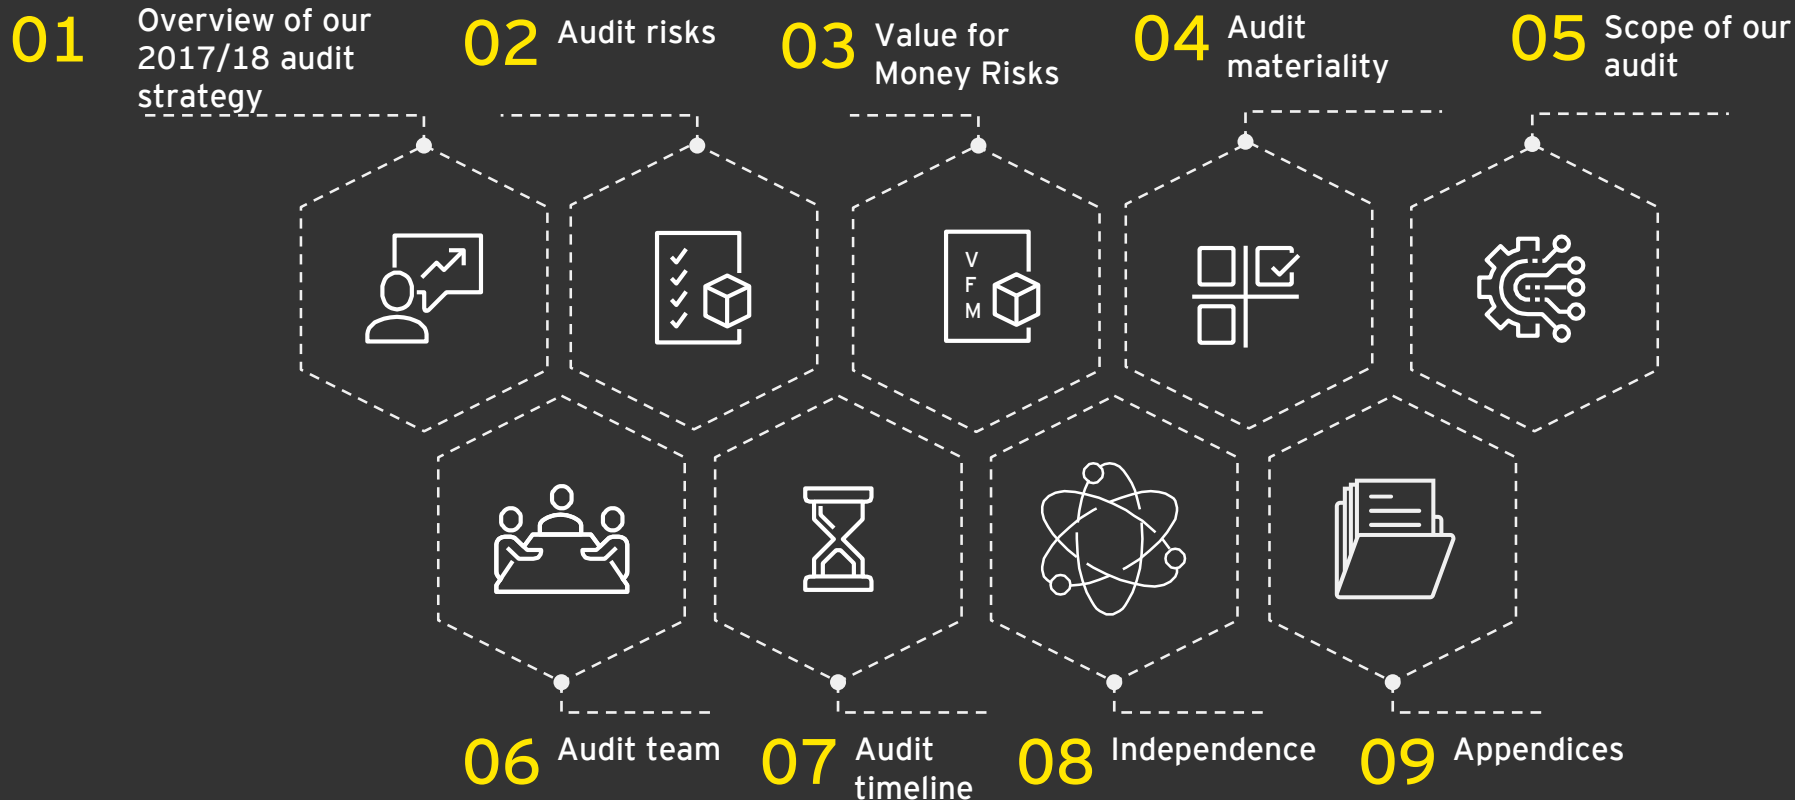 01 Overview of our
2017/18 audit
strategy
02 Audit risks
03 Value for
Money Risks
04 Audit
materiality
05 Scope of our
audit
V
F
M
06 Audit team
07 Audit
timeline
08 Independence
09 Appendices